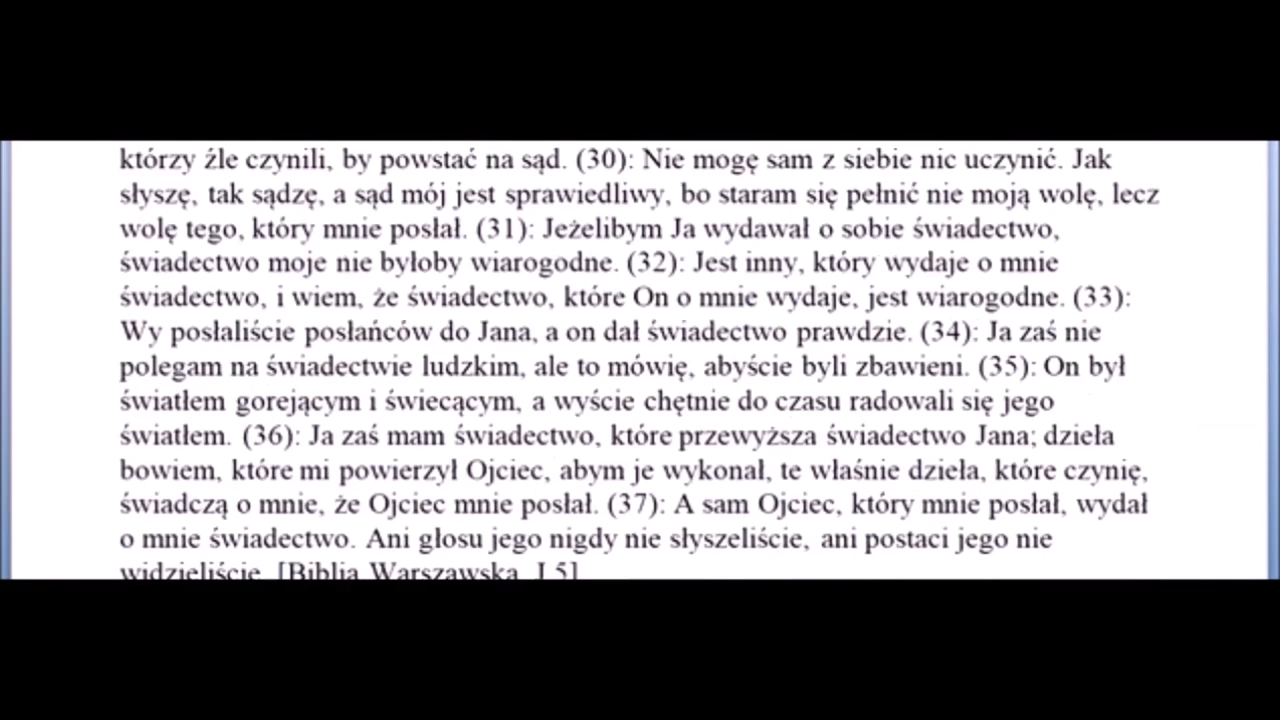 którzy źle czynili, by powstać na sąd. (30): Nie mogę sam z siebie nic uczynić. Jak
słyszę, tak sądzę, a sąd mój jest sprawiedliwy, bo staram się pełnić nie moją wolę, lecz
wolę tego, który mnie posłał. (31): Jeżelibym Ja wydawał o sobie świadectwo,
świadectwo moje nie byłoby wiarogodne. (32): Jest inny, który wydaje o mnie
świadectwo, i wiem, że świadectwo, które On o mnie wydaje, jest wiarogodne. (33):
Wy posłaliście posłańców do Jana, a on dał świadectwo prawdzie. (34): Ja zaś nie
polegam na świadectwie ludzkim, ale to mówię, abyście byli zbawieni. (35): On był
światłem gorejącym i świecącym, a wyście chętnie do czasu radowali się jego
światłem. (36): Ja zaś mam świadectwo, które przewyższa świadectwo Jana; dzieła
bowiem, które mi powierzył Ojciec, abym je wykonał, te właśnie dzieła, które czynię,
świadczą o mnie, że Ojciec mnie posłał. (37): A sam Ojciec, który mnie posłał, wydał
o mnie świadectwo. Ani głosu jego nigdy nie słyszeliście, ani postaci jego nie
widzieliście. [Biblia Warszawska, J 5]